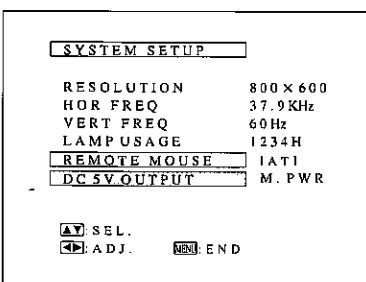 SYSTEM SETUP
RESOLUTION 800×600
HOR FREQ 37.9KHz
VERT FREQ 60Hz
LAMP USAGE 1234H
REMOTE MOUSE [AT]
DC 5V OUTPUT M.PWR
▲▼:SEL.
◀▶:ADJ. MENU:END